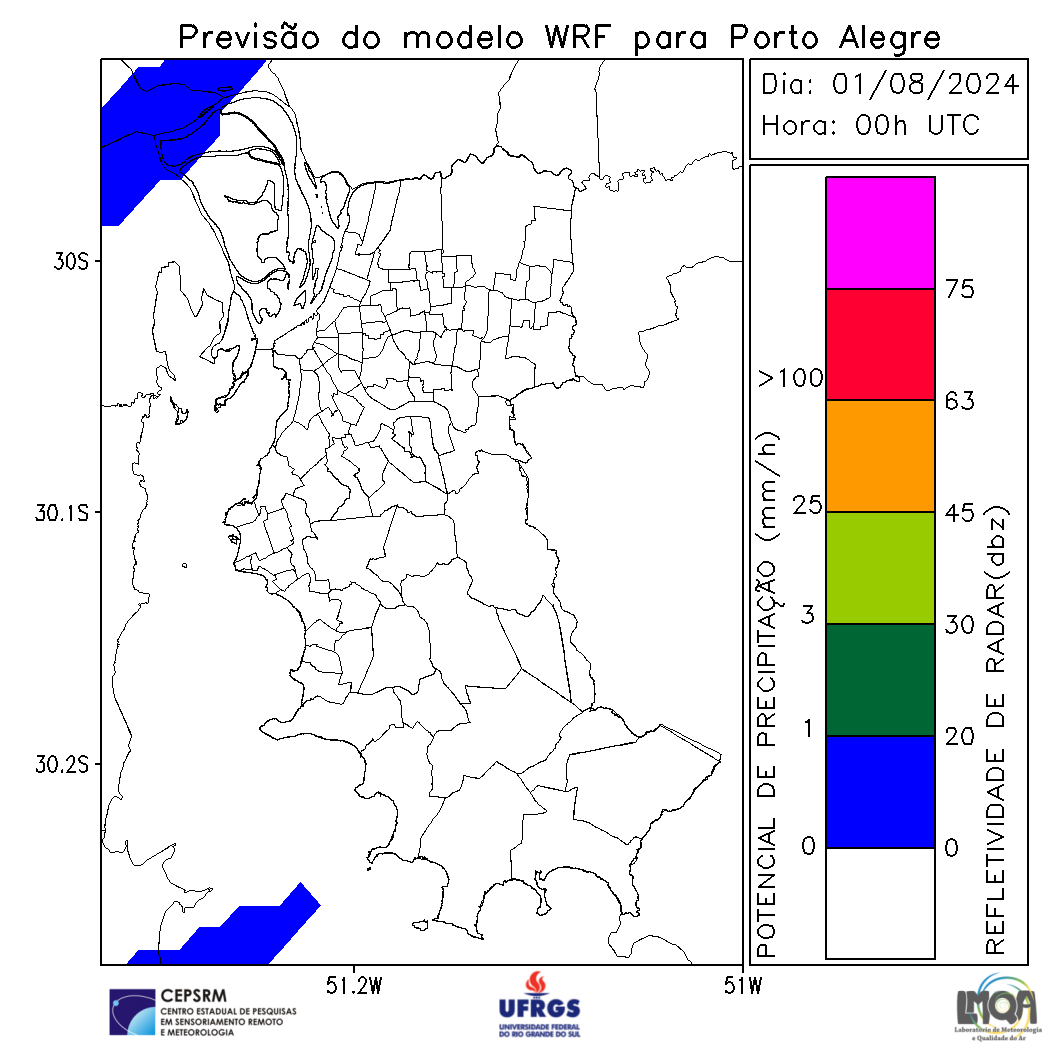 Previsão do modelo WRF para Porto Alegre
Dia: 01/08/2024
Hora: 00h UTC
30S
30.1S
30.2S
51.2W
51W
POTENCIAL DE PRECIPITAÇÃO (mm/h)
>100
25
3
1
0
75
63
45
30
20
0
REFLETIVIDADE DE RADAR(dbz)
CEPSRM
CENTRO ESTADUAL DE PESQUISAS
EM SENSORIAMENTO REMOTO
E METEOROLOGIA
UFRGS
UNIVERSIDADE FEDERAL
DO RIO GRANDE DO SUL
LMQA
Laboratório de Meteorologia
e Qualidade do Ar